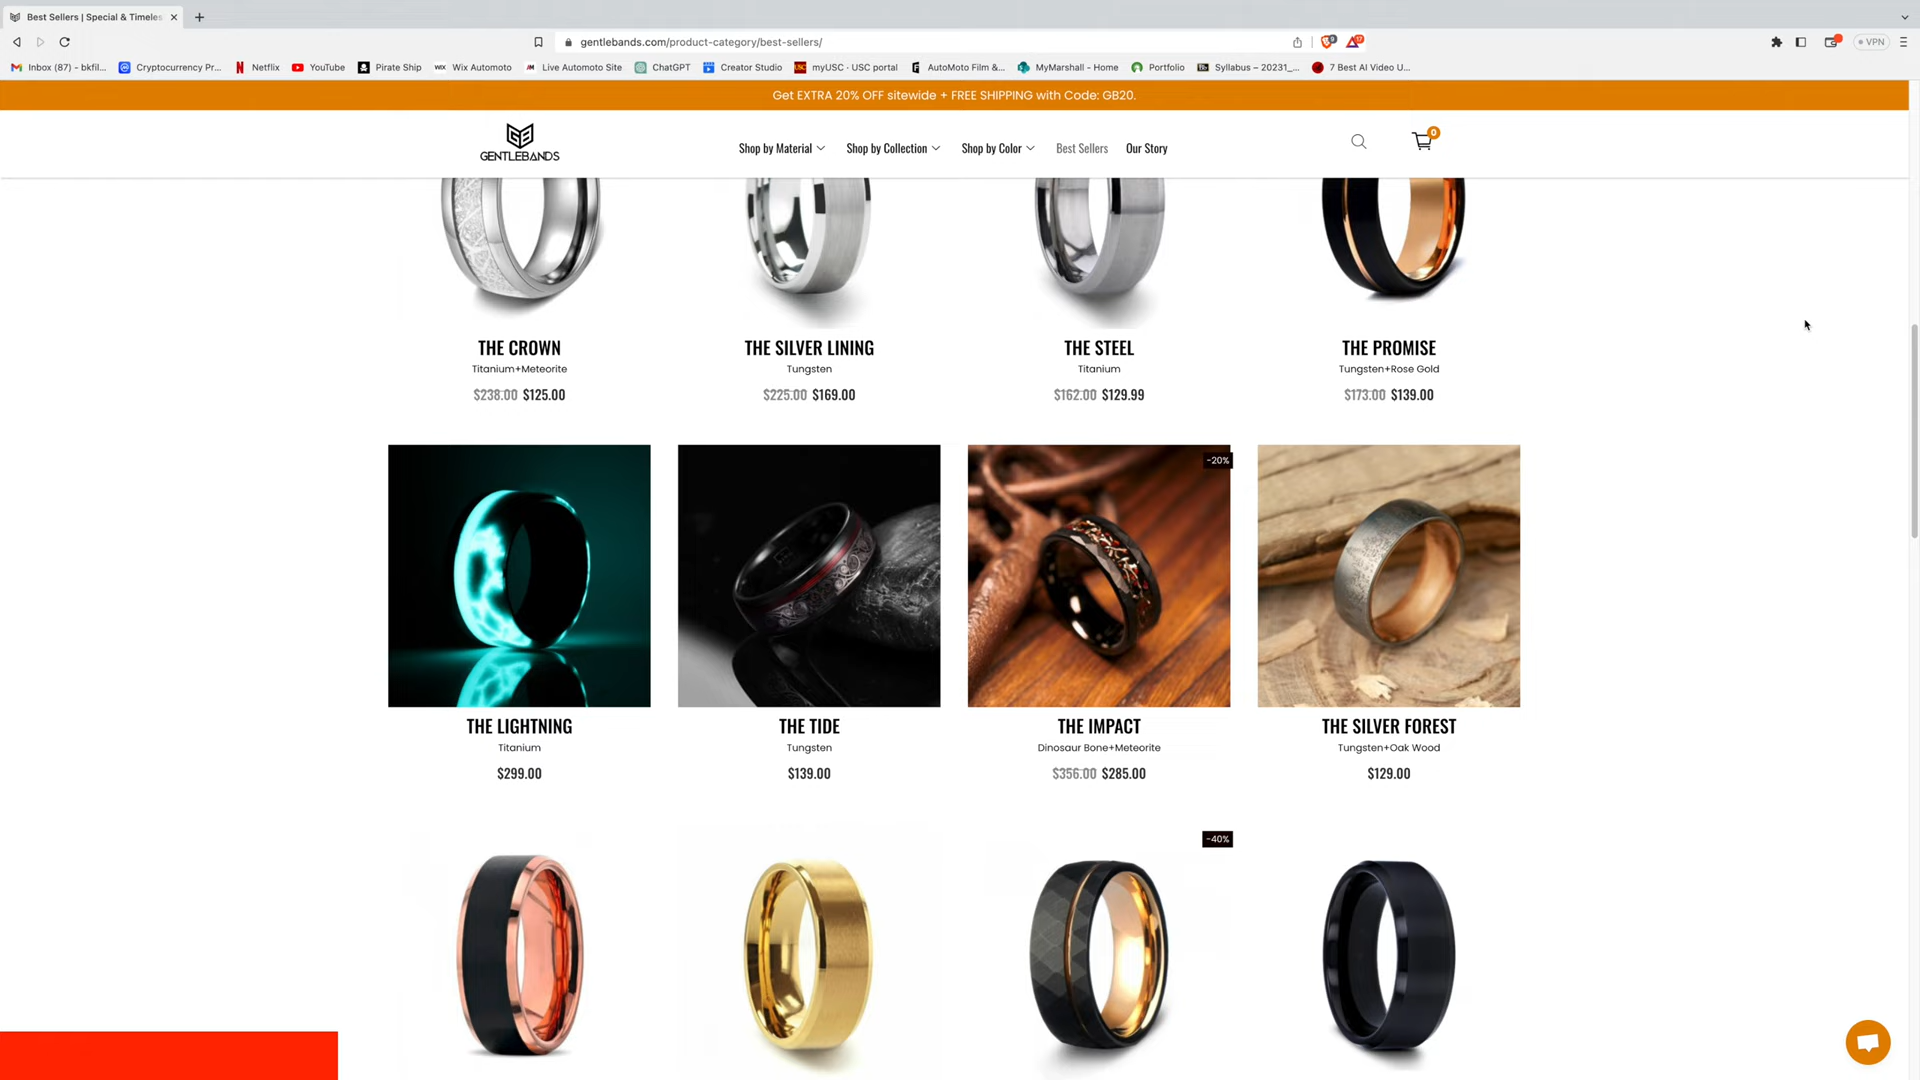 Best Sellers | Special & Timeles
gentlebands.com/product-category/best-sellers/
9
17
VPN
Inbox (87) - bkfil...
Cryptocurrency Pr...
Netflix
YouTube
Pirate Ship
WIX Wix Automoto
JM Live Automoto Site
ChatGPT
Creator Studio
USC myUSC - USC portal
AutoMoto Film &...
MyMarshall - Home
Portfolio
Syllabus – 20231_...
7 Best AI Video U...
Get EXTRA 20% OFF sitewide + FREE SHIPPING with Code: GB20.
GENTLEBANDS
Shop by Material
Shop by Collection
Shop by Color
Best Sellers
Our Story
0
THE CROWN
Titanium+Meteorite
$238.00 $125.00
THE SILVER LINING
Tungsten
$225.00 $169.00
THE STEEL
Titanium
$162.00 $129.99
THE PROMISE
Tungsten+Rose Gold
$173.00 $139.00
THE LIGHTNING
Titanium
$299.00
THE TIDE
Tungsten
$139.00
-20%
THE IMPACT
Dinosaur Bone+Meteorite
$356.00 $285.00
THE SILVER FOREST
Tungsten+Oak Wood
$129.00
-40%